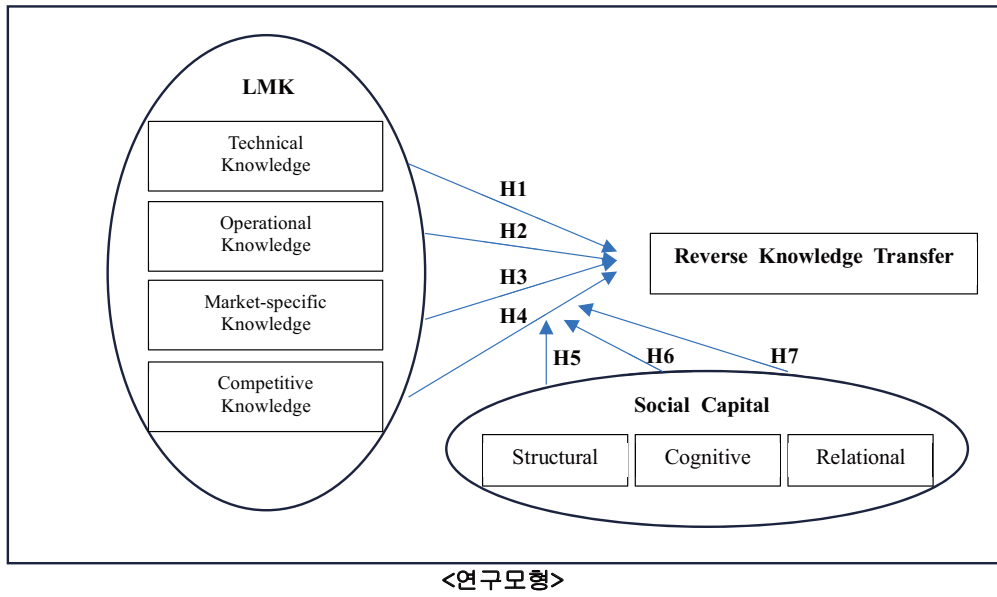 LMK
Technical
Knowledge
Operational
Knowledge
Market-specific
Knowledge
Competitive
Knowledge
H1
H2
H3
H4
Reverse Knowledge Transfer
H5
H6
H7
Social Capital
Structural
Cognitive
Relational
<연구모형>